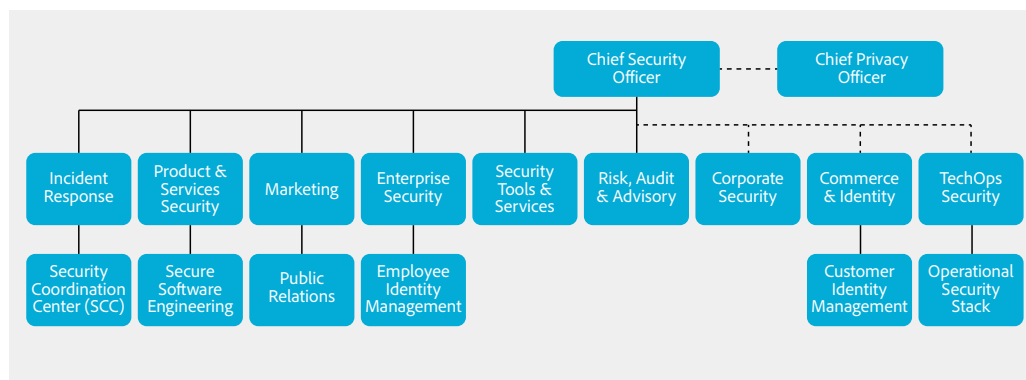 Chief Security
Officer
Chief Privacy
Officer
Incident
Response
Product &
Services
Security
Marketing
Enterprise
Security
Security
Tools &
Services
Risk, Audit
& Advisory
Corporate
Security
Commerce
& Identity
TechOps
Security
Security
Coordination
Center (SCC)
Secure
Software
Engineering
Public
Relations
Employee
Identity
Management
Customer
Identity
Management
Operational
Security
Stack